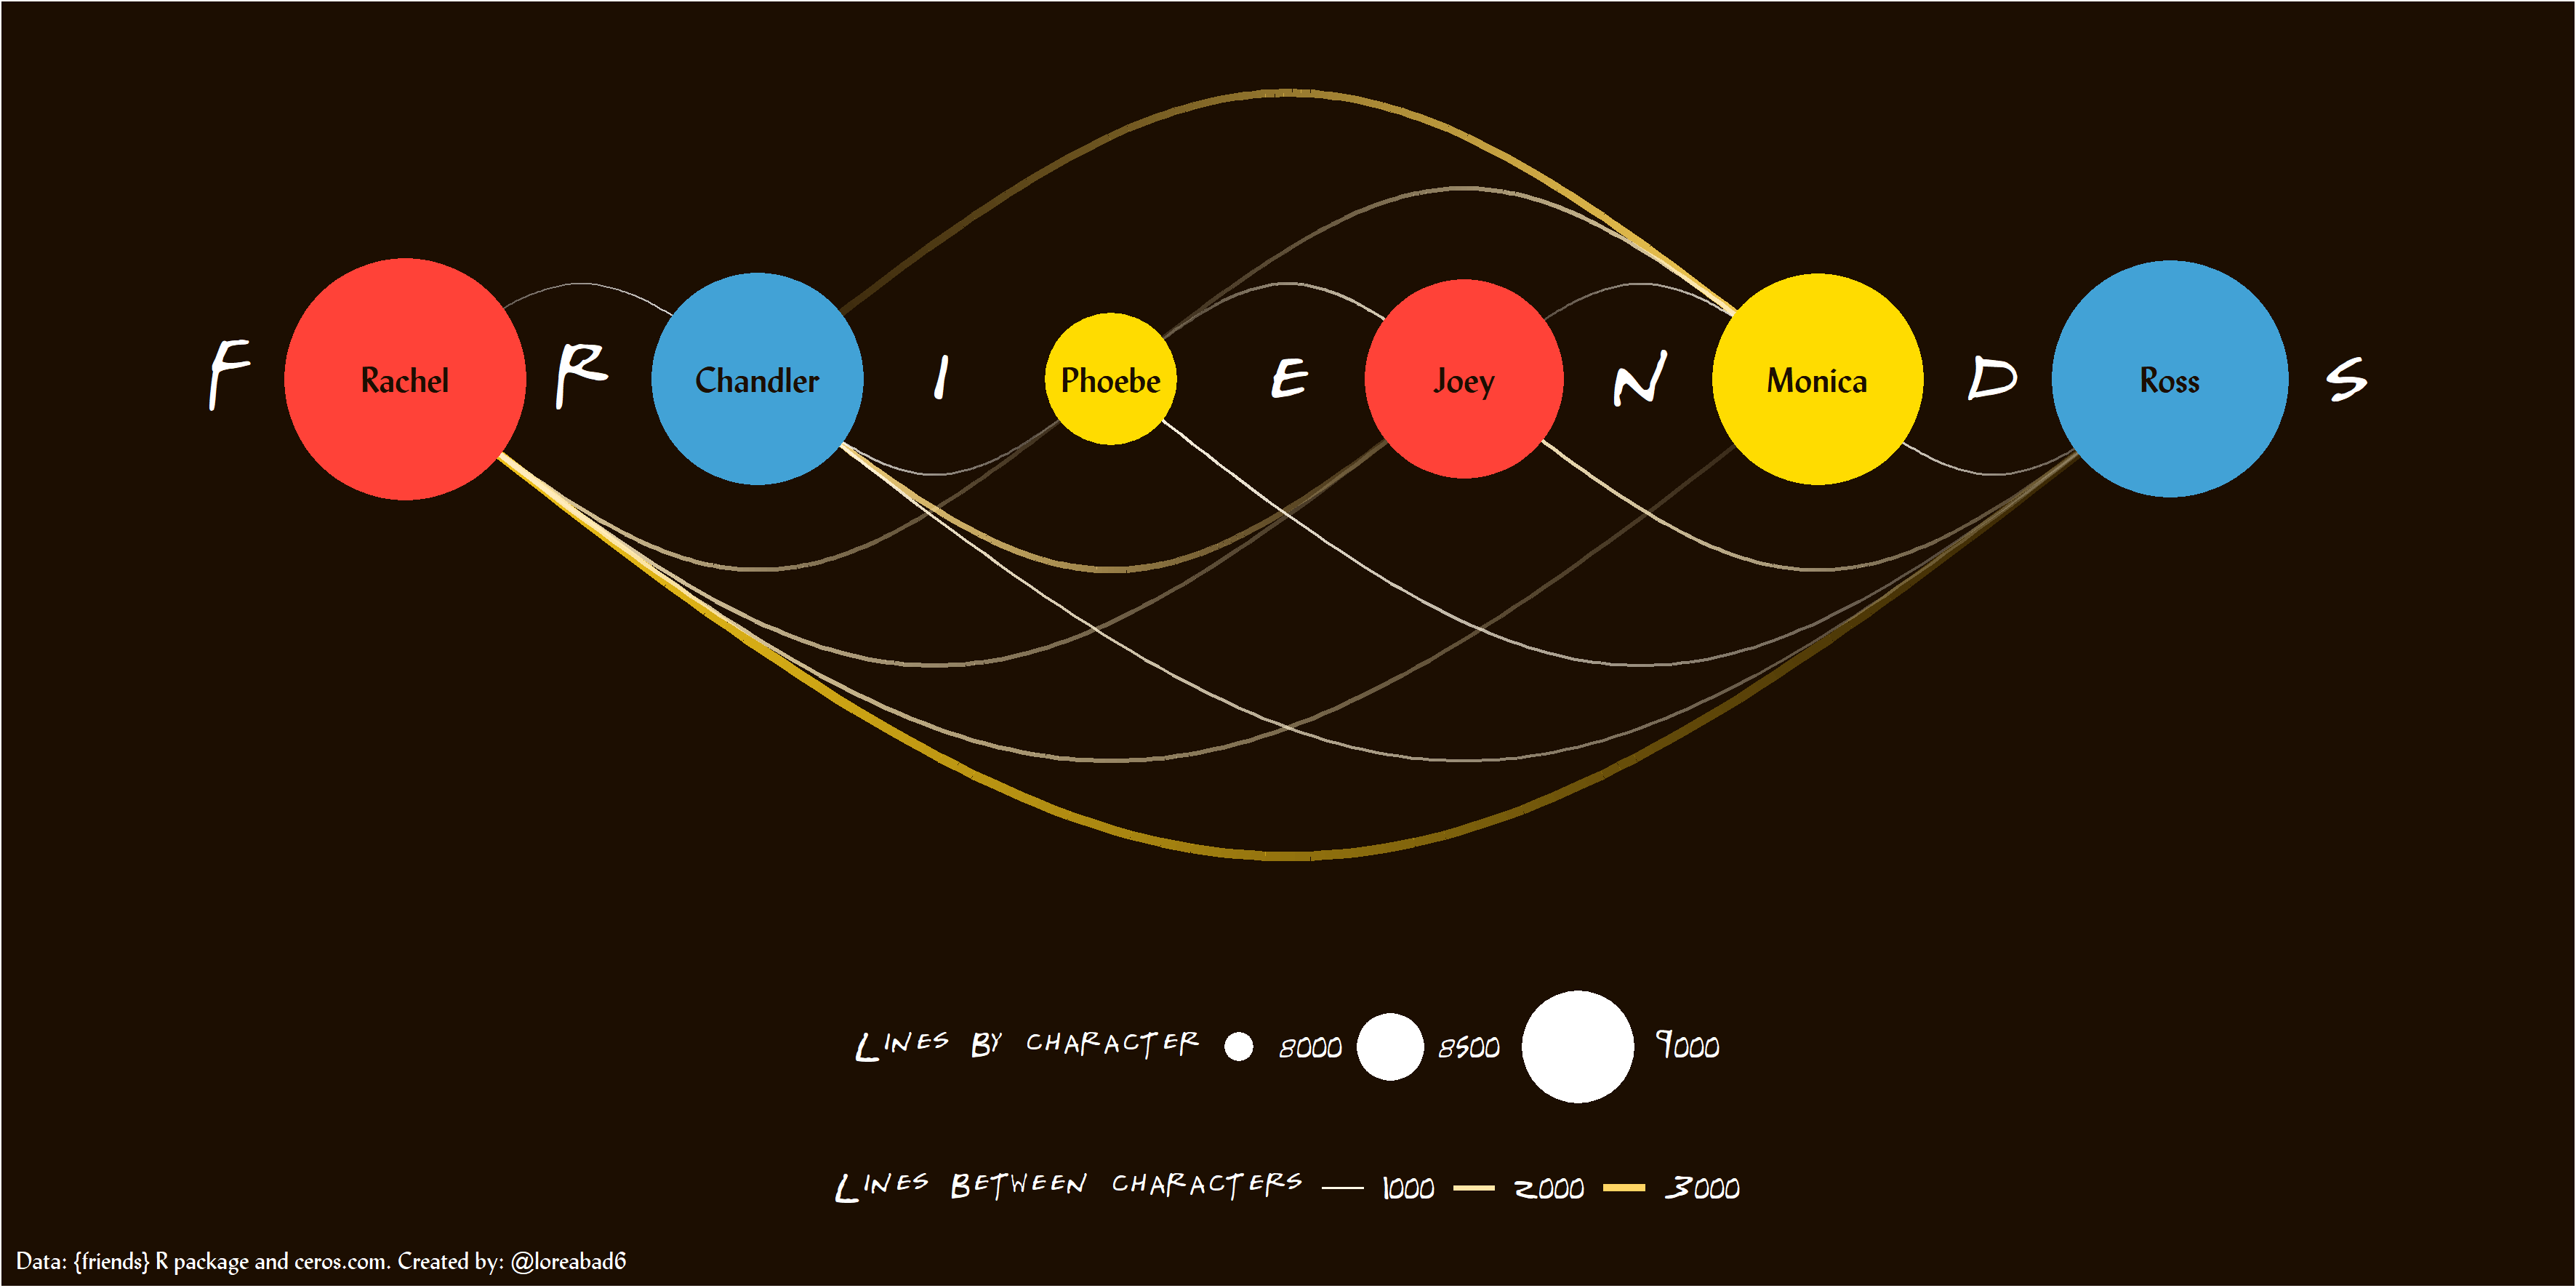 F Rachel R Chandler I Phoebe E Joey N Monica D Ross S
Lines By character 8000 8500 9000
Lines Between characters 1000 2000 3000
Data: {friends} R package and ceros.com. Created by: @loreabad6